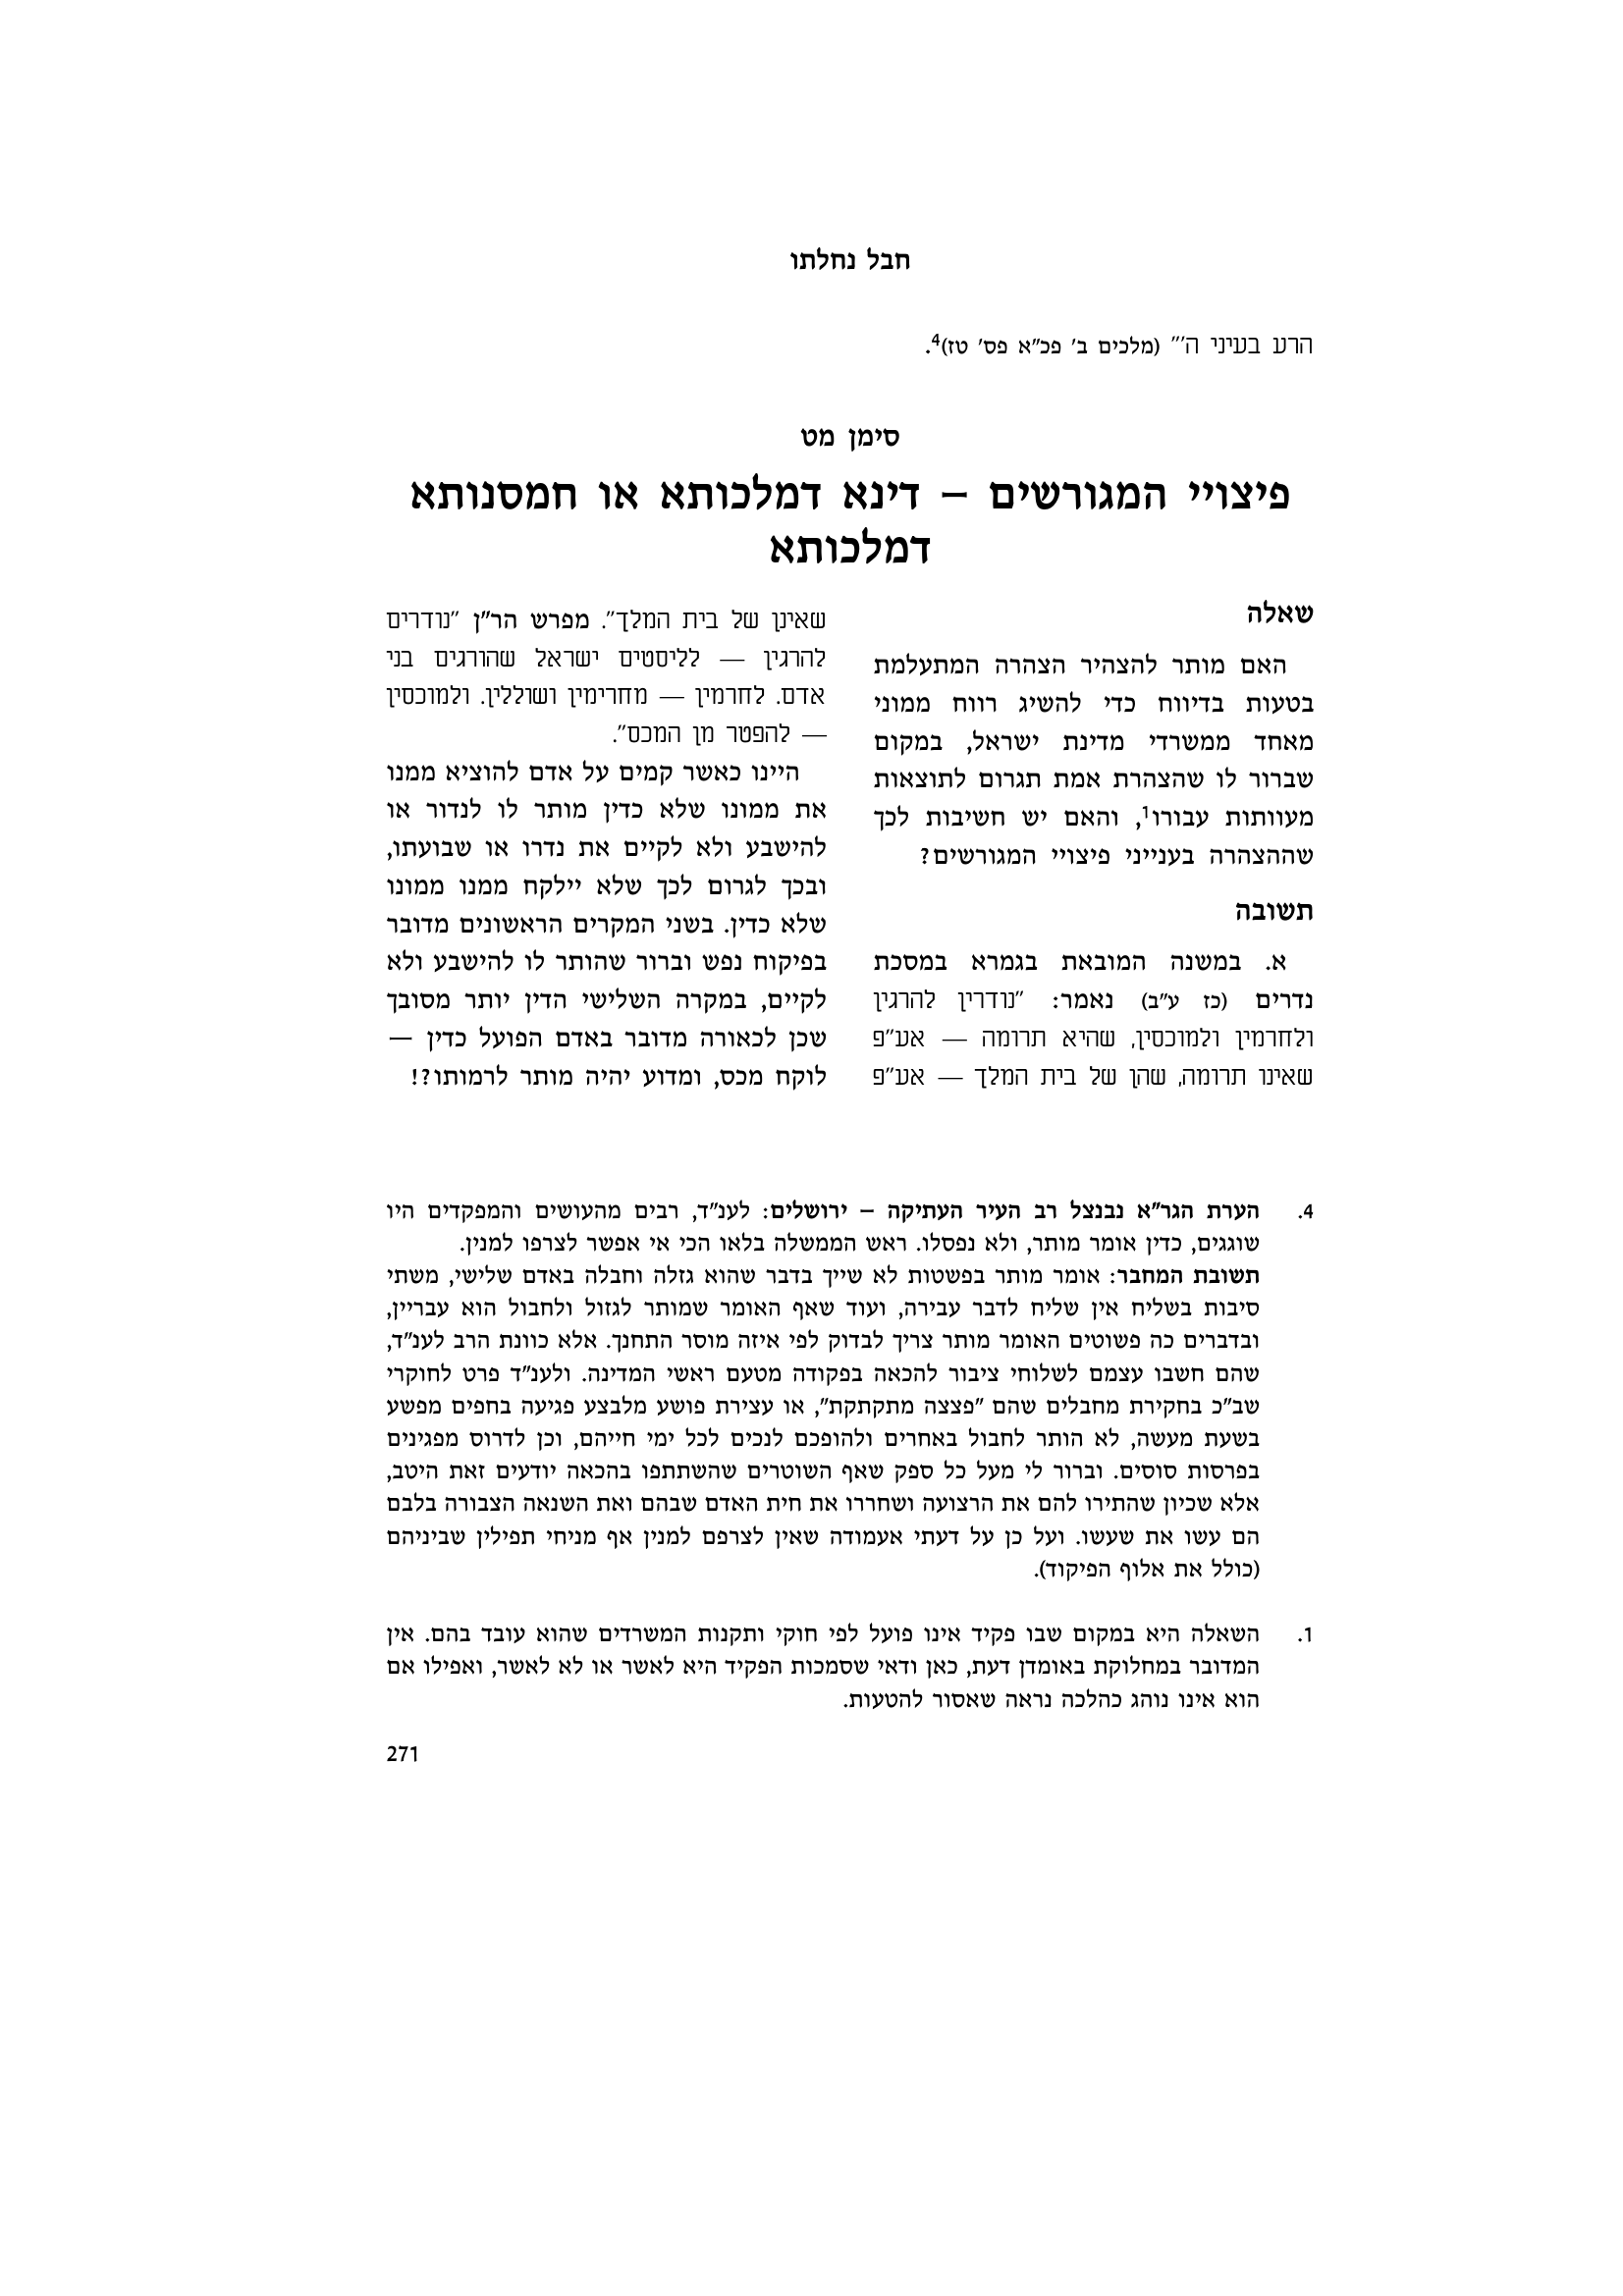 חבל נחלתו
הרע בעיני ה'" (מלכים ב' פכ"א פס' טז)4.
סימן מט
פיצויי המגורשים – דינא דמלכותא או חמסנותא
דמלכותא
שאלה
האם מותר להצהיר הצהרה המתעלמת
בטעות בדיווח כדי להשיג רווח ממוני
מאחד ממשרדי מדינת ישראל, במקום
שברור לו שהצהרת אמת תגרום לתוצאות
מעוותות עבורו1, והאם יש חשיבות לכך
שההצהרה בענייני פיצויי המגורשים?
תשובה
א. במשנה המובאת בגמרא במסכת
נדרים (כז ע"ב) נאמר: "נודרין להרגין
ולחרמין ולמוכסין, שהיא תרומה — אע"פ
שאינו תרומה, שהן של בית המלך — אע"פ
שאינן של בית המלך". מפרש הר"ן "נודרים
להרגין — לליסטים ישראל שהורגים בני
אדם. לחרמין — מחרימין ושוללין. ולמוכסין
— להפטר מן המכס".
היינו כאשר קמים על אדם להוציא ממנו
את ממונו שלא כדין מותר לו לנדור או
להישבע ולא לקיים את נדרו או שבועתו,
ובכך לגרום לכך שלא יילקח ממנו ממונו
שלא כדין. בשני המקרים הראשונים מדובר
בפיקוח נפש וברור שהותר לו להישבע ולא
לקיים, במקרה השלישי הדין יותר מסובך
שכן לכאורה מדובר באדם הפועל כדין —
לוקח מכס, ומדוע יהיה מותר לרמותו?!
4. הערת הגר"א נבנצל רב העיר העתיקה – ירושלים: לענ"ד, רבים מהעושים והמפקדים היו
שוגגים, כדין אומר מותר, ולא נפסלו. ראש הממשלה בלאו הכי אי אפשר לצרפו למנין.
תשובת המחבר: אומר מותר בפשטות לא שייך בדבר שהוא גזלה וחבלה באדם שלישי, משתי
סיבות בשליח אין שליח לדבר עבירה, ועוד שאף האומר שמותר לגזול ולחבול הוא עבריין,
ובדברים כה פשוטים האומר מותר צריך לבדוק לפי איזה מוסר התחנך. אלא כוונת הרב לענ"ד,
שהם חשבו עצמם לשלוחי ציבור להכאה בפקודה מטעם ראשי המדינה. ולענ"ד פרט לחוקרי
שב"כ בחקירת מחבלים שהם "פצצה מתקתקת", או עצירת פושע מלבצע פגיעה בחפים מפשע
בשעת מעשה, לא הותר לחבול באחרים ולהופכם לנכים לכל ימי חייהם, וכן לדרוס מפגינים
בפרסות סוסים. וברור לי מעל כל ספק שאף השוטרים שהשתתפו בהכאה יודעים זאת היטב,
אלא שכיון שהתירו להם את הרצועה ושחררו את חית האדם שבהם ואת השנאה הצבורה בלבם
הם עשו את שעשו. ועל כן על דעתי אעמודה שאין לצרפם למנין אף מניחי תפילין שביניהם
(כולל את אלוף הפיקוד).
1. השאלה היא במקום שבו פקיד אינו פועל לפי חוקי ותקנות המשרדים שהוא עובד בהם. אין
המדובר במחלוקת באומדן דעת, כאן ודאי שסמכות הפקיד היא לאשר או לא לאשר, ואפילו אם
הוא אינו נוהג כהלכה נראה שאסור להטעות.
271